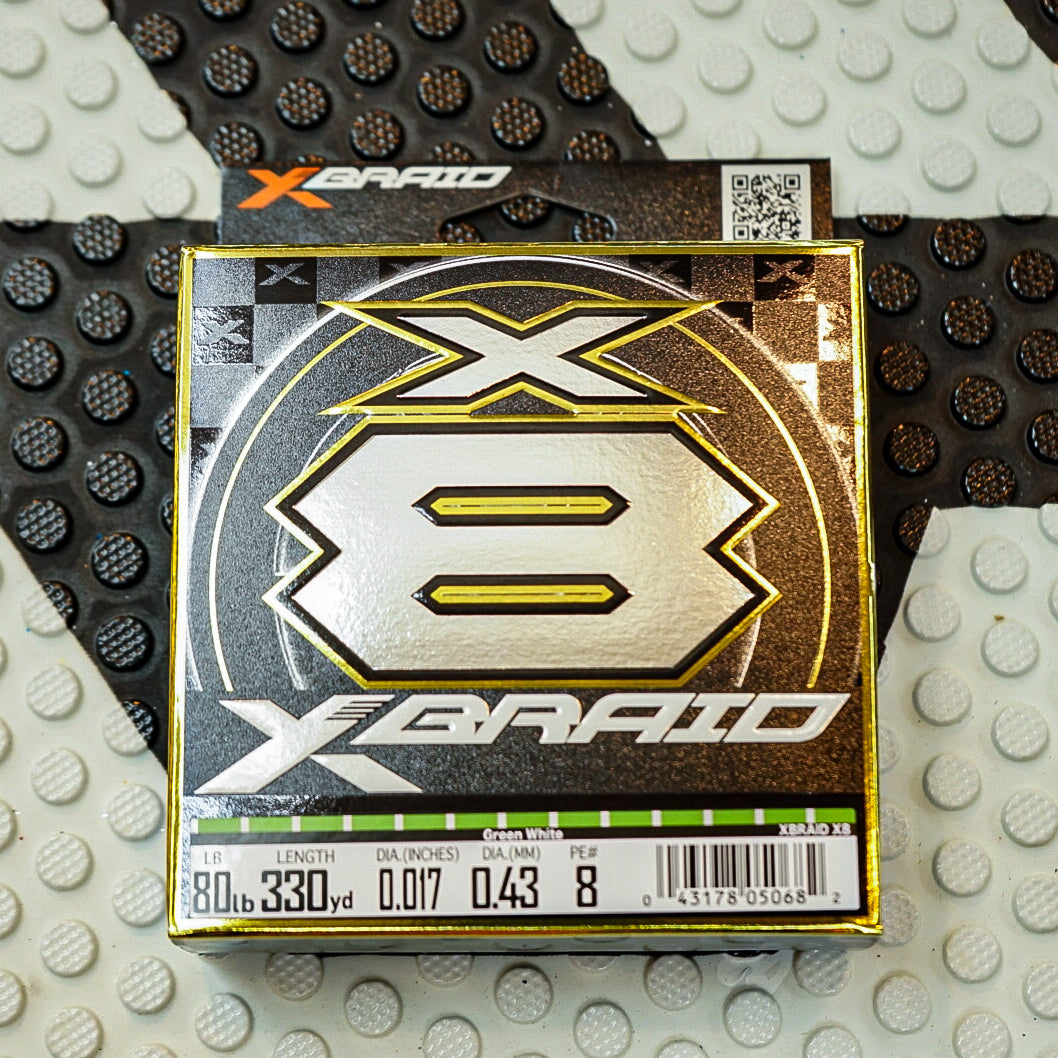 XBRAID
X
8
XBRAID
Green White
XBRAID X8
LB LENGTH DIA.(INCHES) DIA.(MM) PE#
80lb 330yd 0.017 0.43 8
0 43178 05068 2